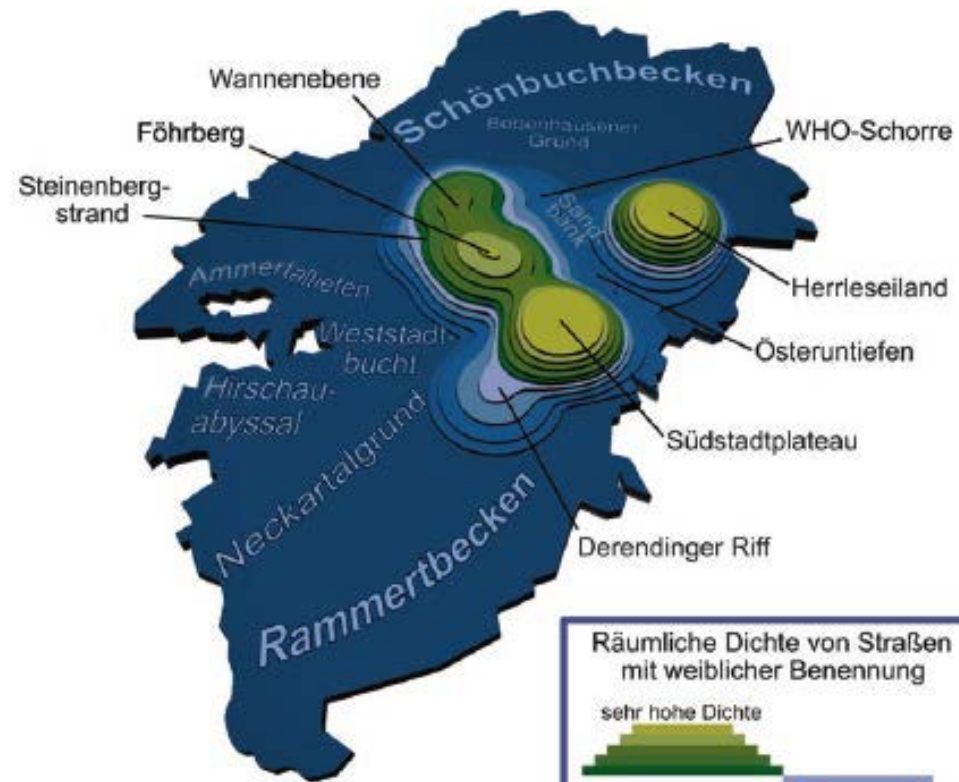 Wannenebene
Schönbuchbecken
Bebenhausener
Grund
WHO-Schorre
Föhrberg
Steinenberg-
strand
Sand
bank
Ammertaltiefen
Herrleseiland
Weststadt-
bucht
Österuntiefen
Hirschau-
abyssal
Südstadtplateau
Neckartalgrund
Derendinger Riff
Rammertbecken
Räumliche Dichte von Straßen
mit weiblicher Benennung
sehr hohe Dichte